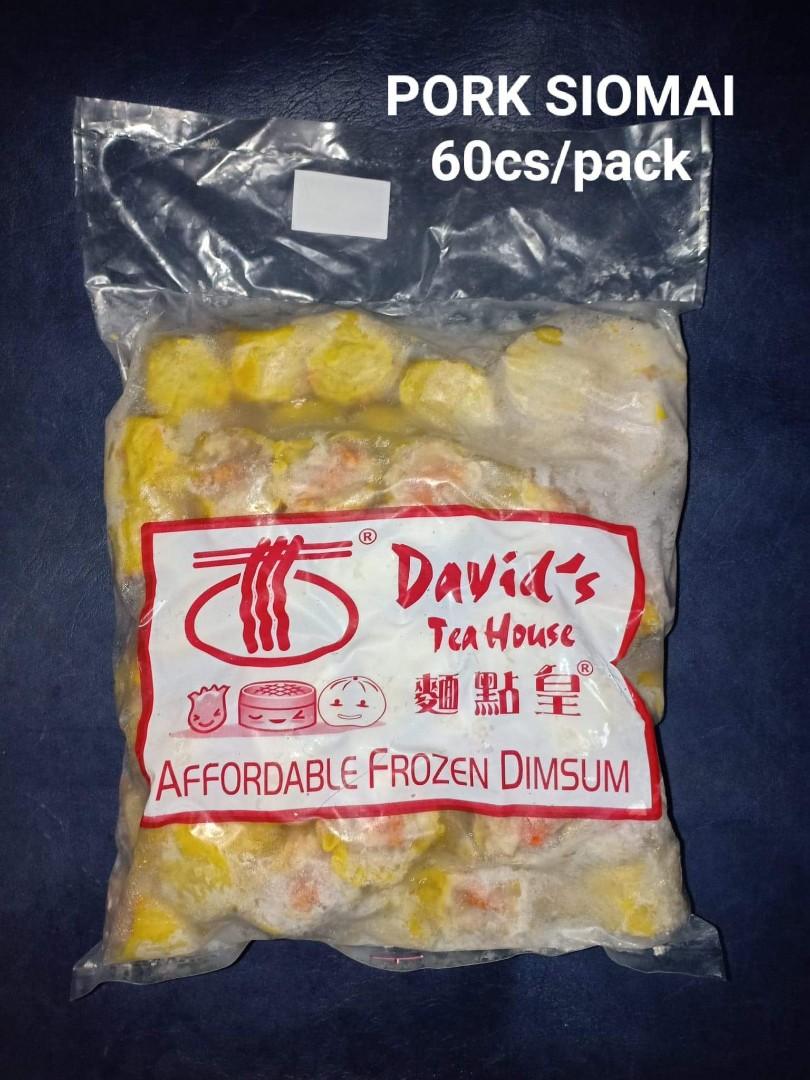 PORK SIOMAI
60cs/pack
®
David's
Tea House
麵點皇®
AFFORDABLE FROZEN DIMSUM